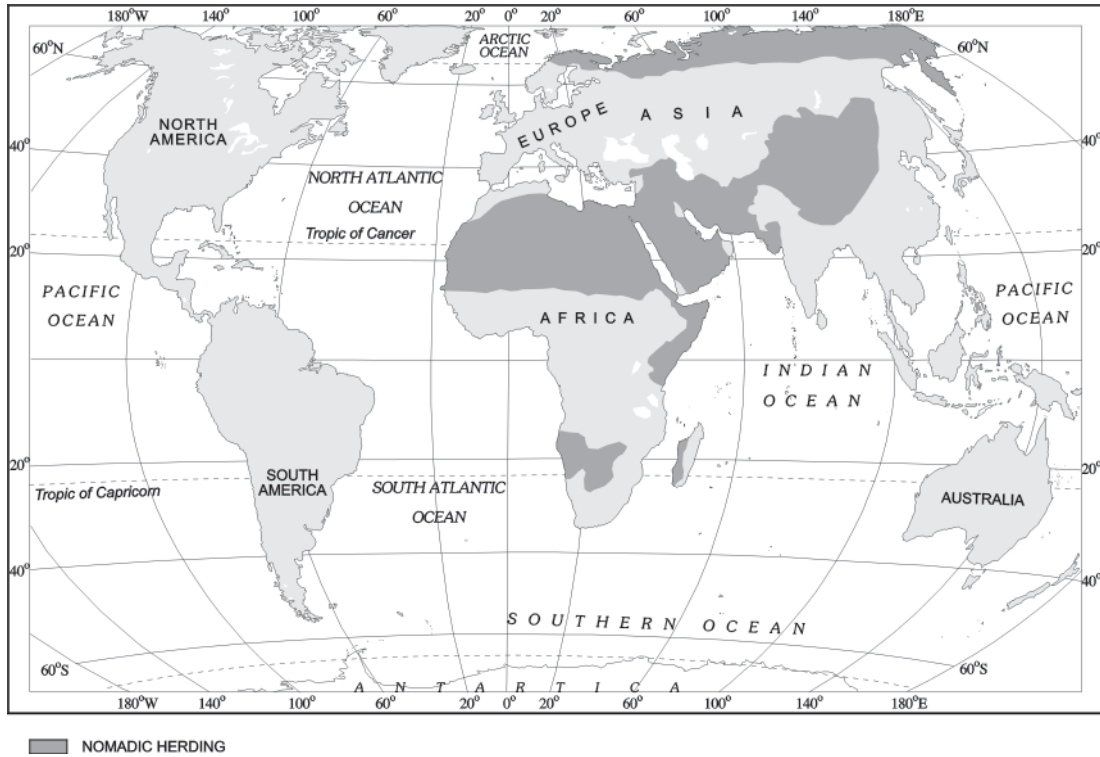 180°W 140° 100° 60° 20° 0° 20° 60° 100° 140° 180°E
ARCTIC
OCEAN
60°N
60°N
EUROPE
ASIA
NORTH
AMERICA
40°
40°
NORTH ATLANTIC
OCEAN
Tropic of Cancer
20°
20°
PACIFIC
OCEAN
PACIFIC
OCEAN
AFRICA
INDIAN
OCEAN
20°
20°
SOUTH
AMERICA
Tropic of Capricorn
SOUTH ATLANTIC
OCEAN
AUSTRALIA
40°
40°
SOUTHERN OCEAN
60°S
60°S
ANTARTICA
180°W 140° 100° 60° 20° 0° 20° 60° 100° 140° 180°E
NOMADIC HERDING